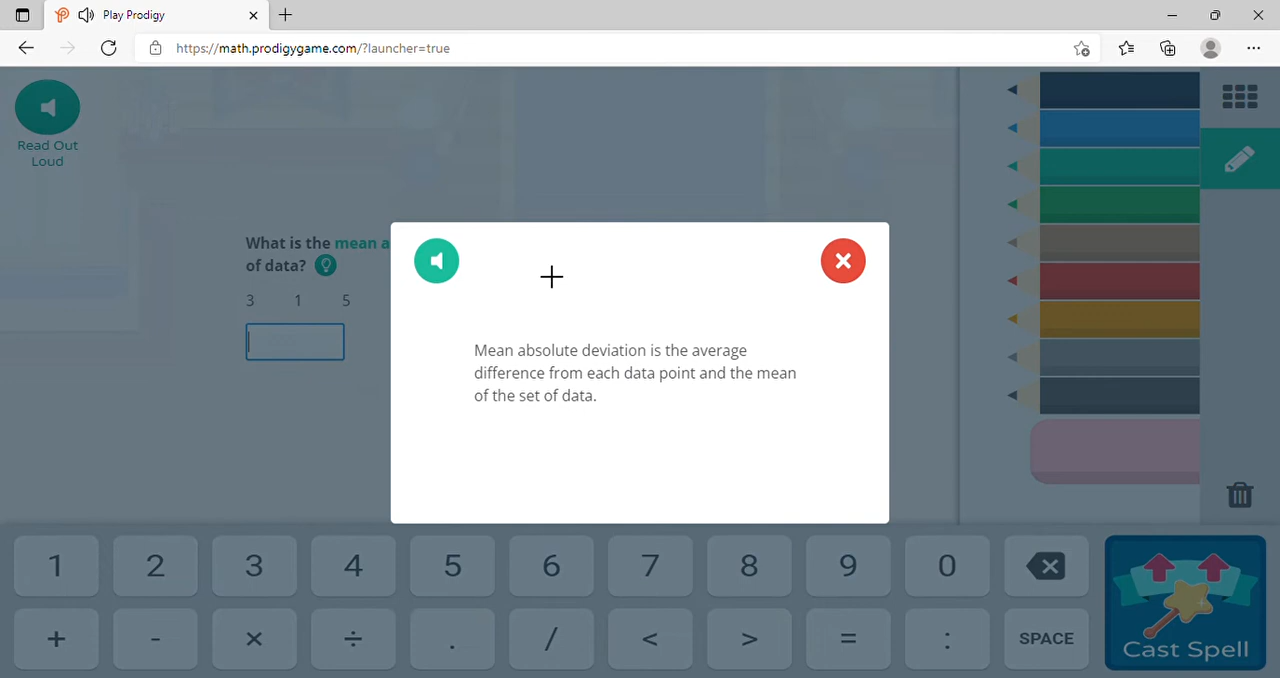 Play Prodigy
https://math.prodigygame.com/?launcher=true
Read Out
Loud
What is the mean a
of data?
3 1 5
Mean absolute deviation is the average
difference from each data point and the mean
of the set of data.
1 2 3 4 5 6 7 8 9 0
+ - × ÷ . / < > = : SPACE
Cast Spell